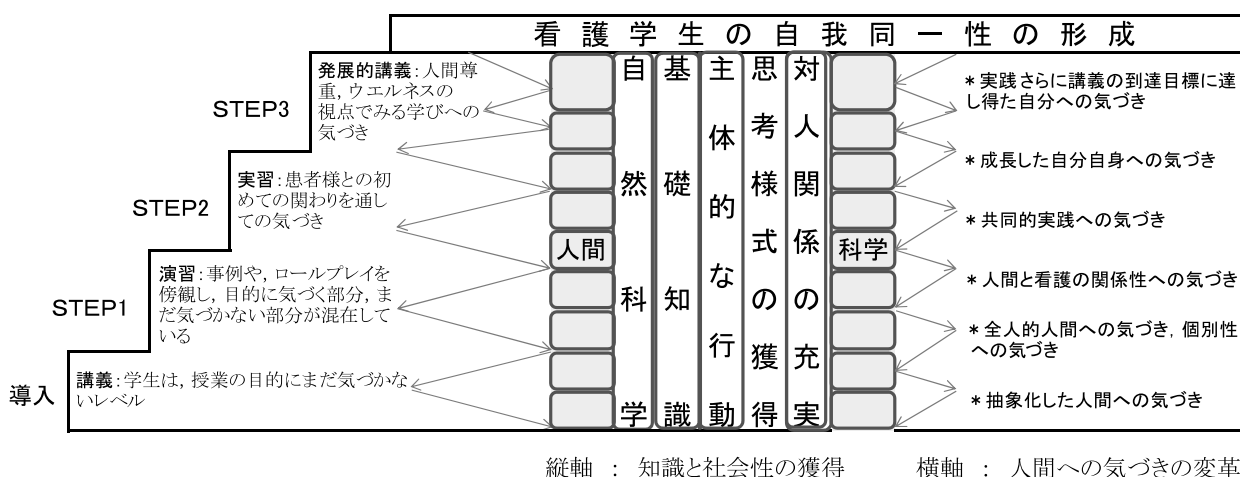 看護学生の自我同一性の形成
STEP3
発展的講義：人間尊
重，ウエルネスの
視点でみる学びへの
気づき
STEP2
実習：患者様との初
めての関わりを通し
ての気づき
STEP1
演習：事例や，ロールプレイを
傍観し，目的に気づく部分，ま
だ気づかない部分が混在して
いる
導入
講義：学生は，授業の目的にまだ気づかな
いレベル
人間
自然科学
基礎知識
主体的な行動
思考様式の獲得
対人関係の充実
科学
＊実践さらに講義の到達目標に達
し得た自分への気づき
＊成長した自分自身への気づき
＊共同的実践への気づき
＊人間と看護の関係性への気づき
＊全人的人間への気づき，個別性
への気づき
＊抽象化した人間への気づき
縦軸 ： 知識と社会性の獲得
横軸 ： 人間への気づきの変革